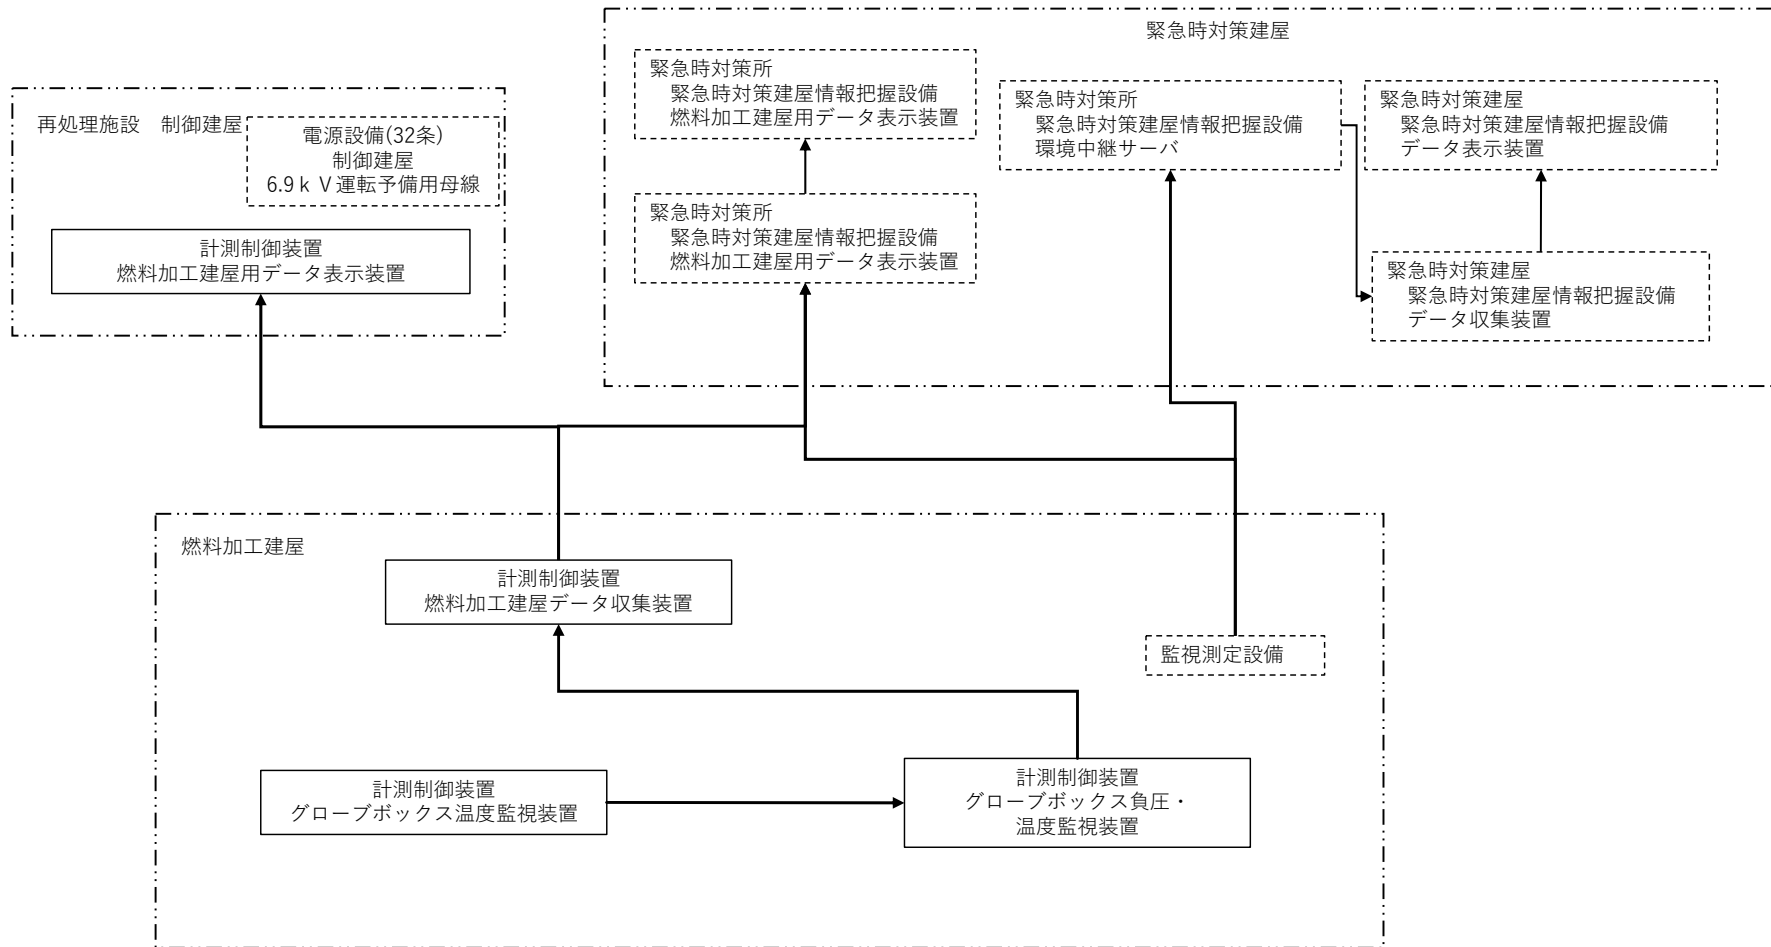 緊急時対策建屋
緊急時対策所
緊急時対策建屋情報把握設備
燃料加工建屋用データ表示装置
緊急時対策所
緊急時対策建屋情報把握設備
環境中継サーバ
緊急時対策建屋
緊急時対策建屋情報把握設備
データ表示装置
再処理施設　制御建屋
電源設備(32条)
制御建屋
6.9ｋＶ運転予備用母線
緊急時対策所
緊急時対策建屋情報把握設備
燃料加工建屋用データ表示装置
計測制御装置
燃料加工建屋用データ表示装置
緊急時対策建屋
緊急時対策建屋情報把握設備
データ収集装置
燃料加工建屋
計測制御装置
燃料加工建屋データ収集装置
監視測定設備
計測制御装置
グローブボックス温度監視装置
計測制御装置
グローブボックス負圧・
温度監視装置